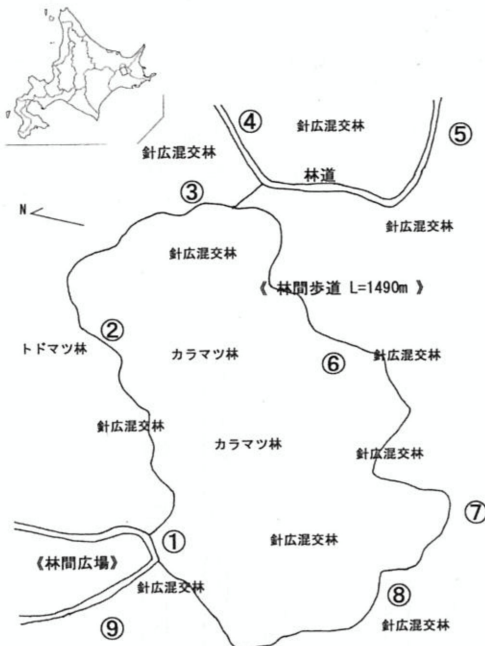 ④
針広混交林
⑤
針広混交林
林道
③
N
針広混交林
針広混交林
《 林間歩道 L=1490m 》
②
トドマツ林
カラマツ林
⑥
針広混交林
針広混交林
カラマツ林
針広混交林
⑦
①
針広混交林
《林間広場》
針広混交林
⑧
⑨
針広混交林